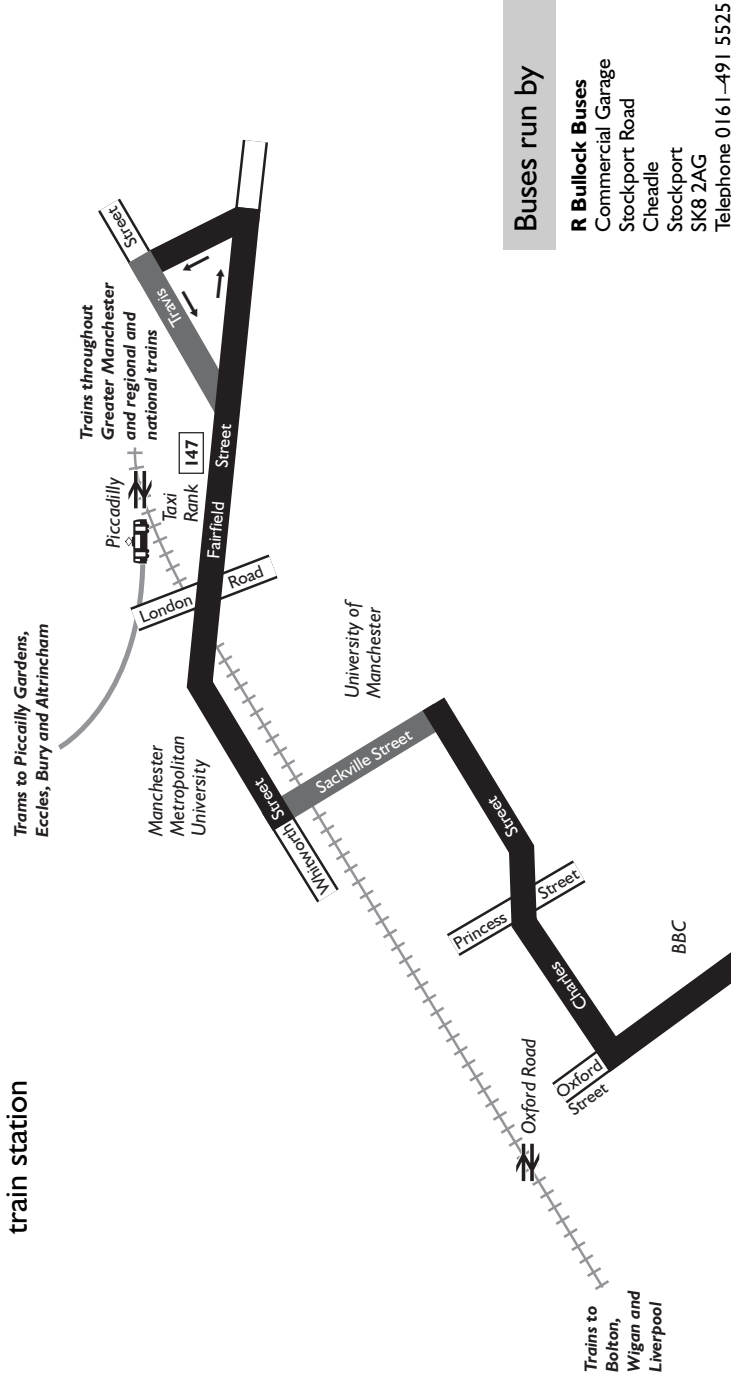 train station
Trams to Piccailly Gardens,
Eccles, Bury and Altrincham
Trains throughout
Greater Manchester
and regional and
national trains
Piccadilly
Taxi
Rank
147
Travis
Street
Fairfield
Street
London
Road
Manchester
Metropolitan
University
Whitworth
Street
Sackville Street
University of
Manchester
Princess
Street
Charles
Street
Oxford
Street
BBC
Oxford Road
Trains to
Bolton,
Wigan and
Liverpool
Buses run by
R Bullock Buses
Commercial Garage
Stockport Road
Cheadle
Stockport
SK8 2AG
Telephone 0161–491 5525